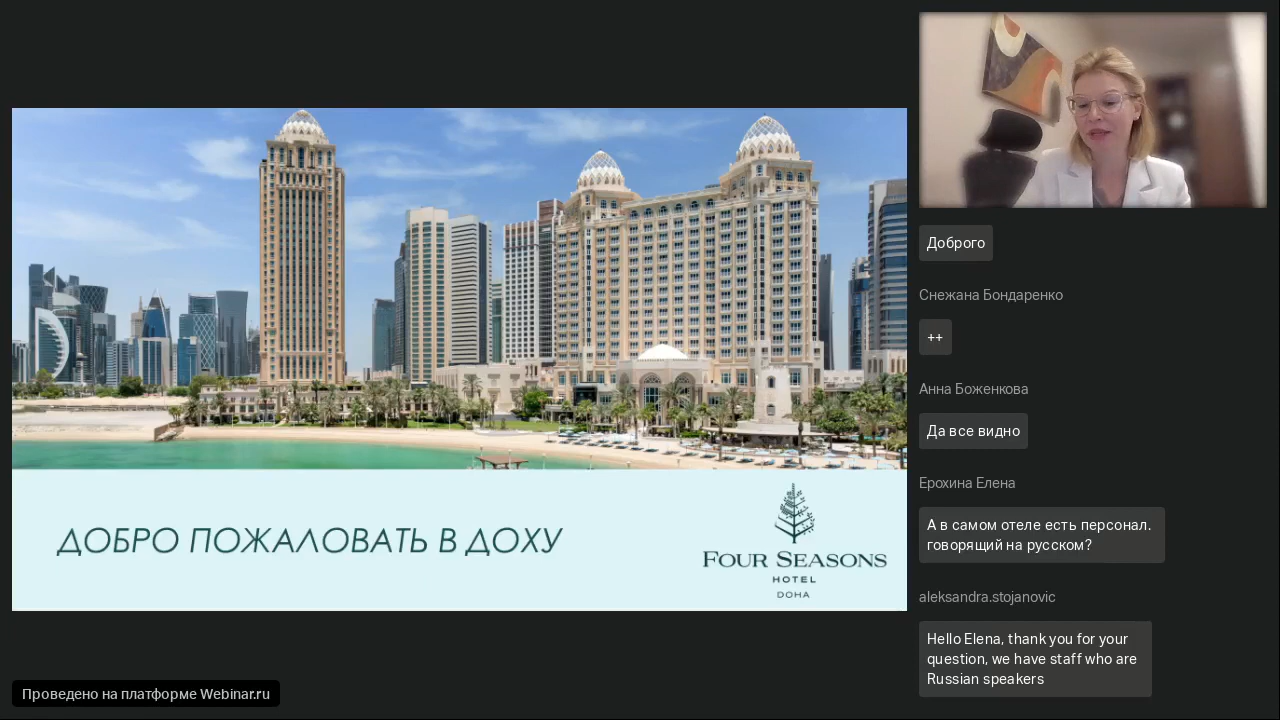 ДОБРО ПОЖАЛОВАТЬ В ДОХУ
FOUR SEASONS
HOTEL
DOHA
Доброго
Снежана Бондаренко
++
Анна Боженкова
Да все видно
Ерохина Елена
А в самом отеле есть персонал.
говорящий на русском?
aleksandra.stojanovic
Hello Elena, thank you for your
question, we have staff who are
Russian speakers
Проведено на платформе Webinar.ru